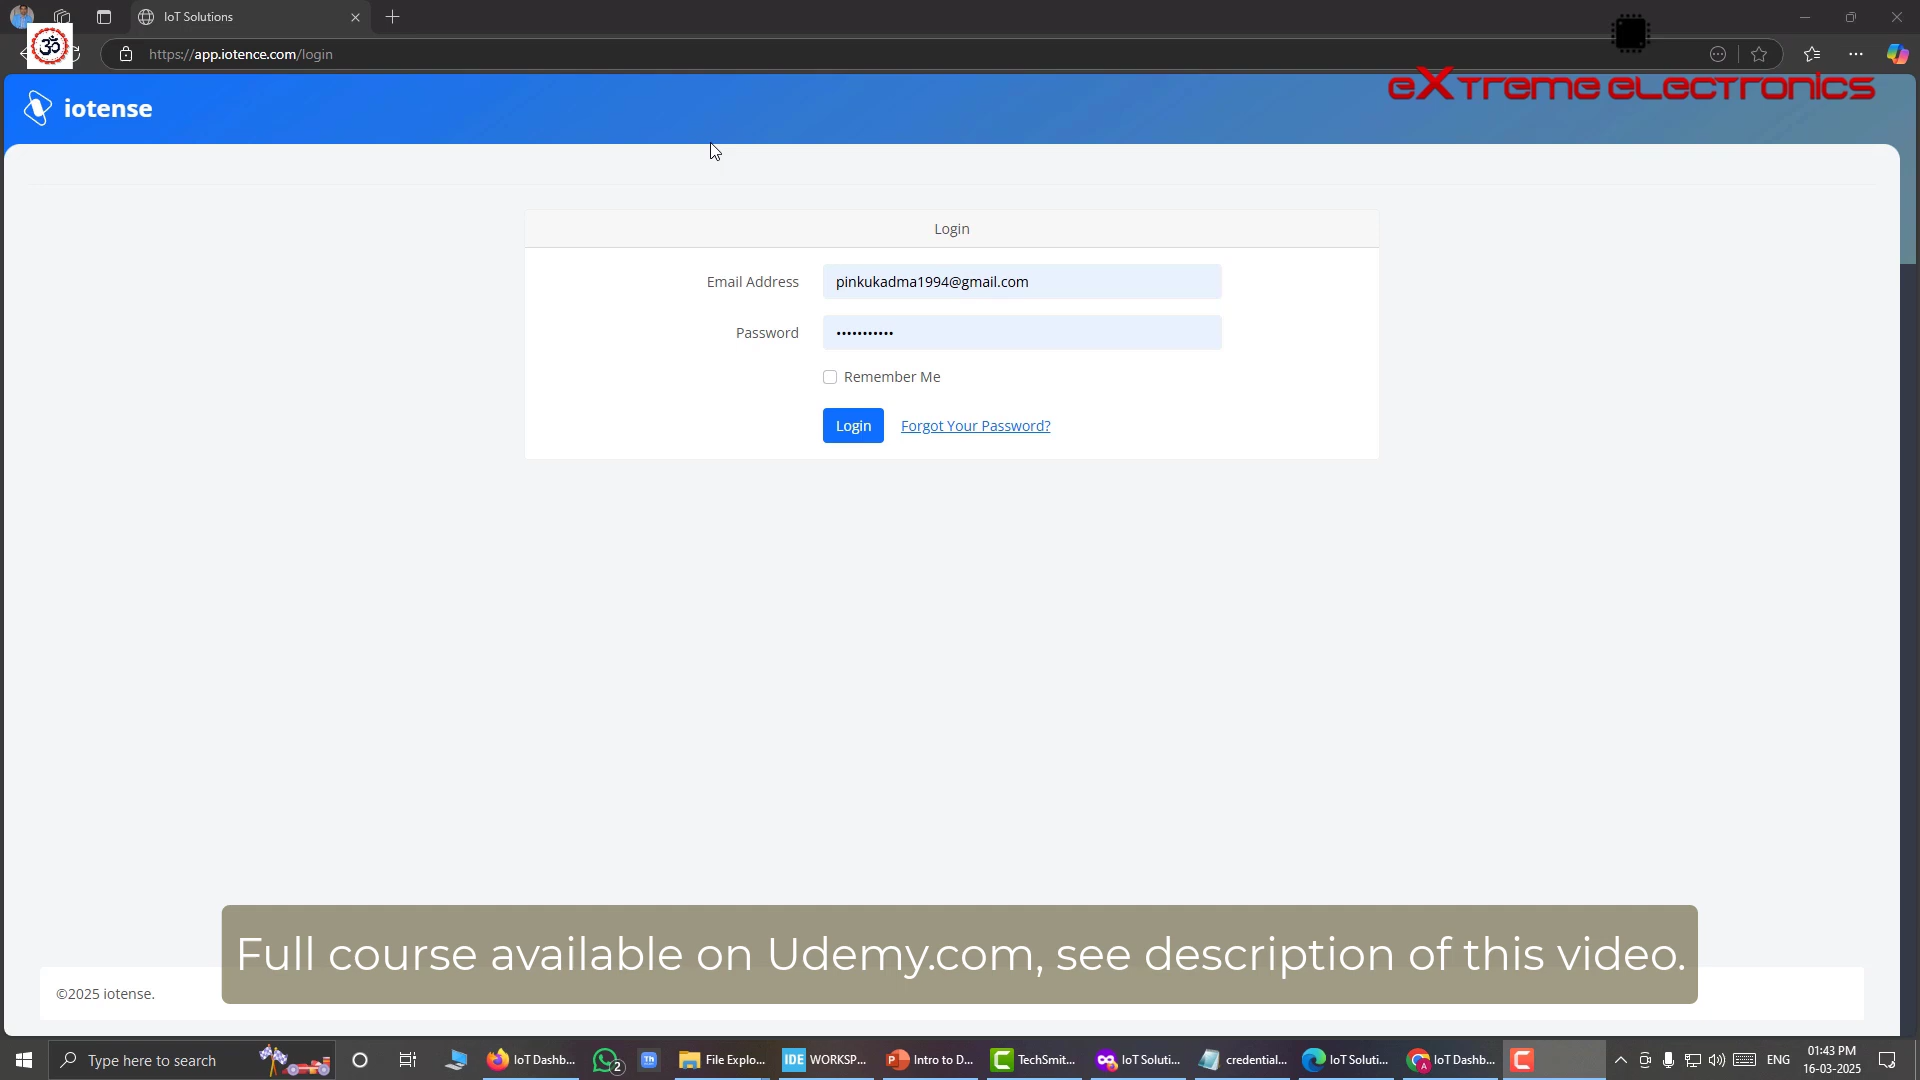 IoT Solutions
https://app.iotence.com/login
ॐ
eXtreme eLectronics
iotense
Login
Email Address
pinkukadma1994@gmail.com
Password
•••••••••••
Remember Me
Login
Forgot Your Password?
Full course available on Udemy.com, see description of this video.
©2025 iotense.
Type here to search
IoT Dashb...
2
Th
File Explo...
IDE
WORKSP...
Intro to D...
TechSmit...
IoT Soluti...
credential...
IoT Soluti...
A
IoT Dashb...
ENG
01:43 PM
16-03-2025